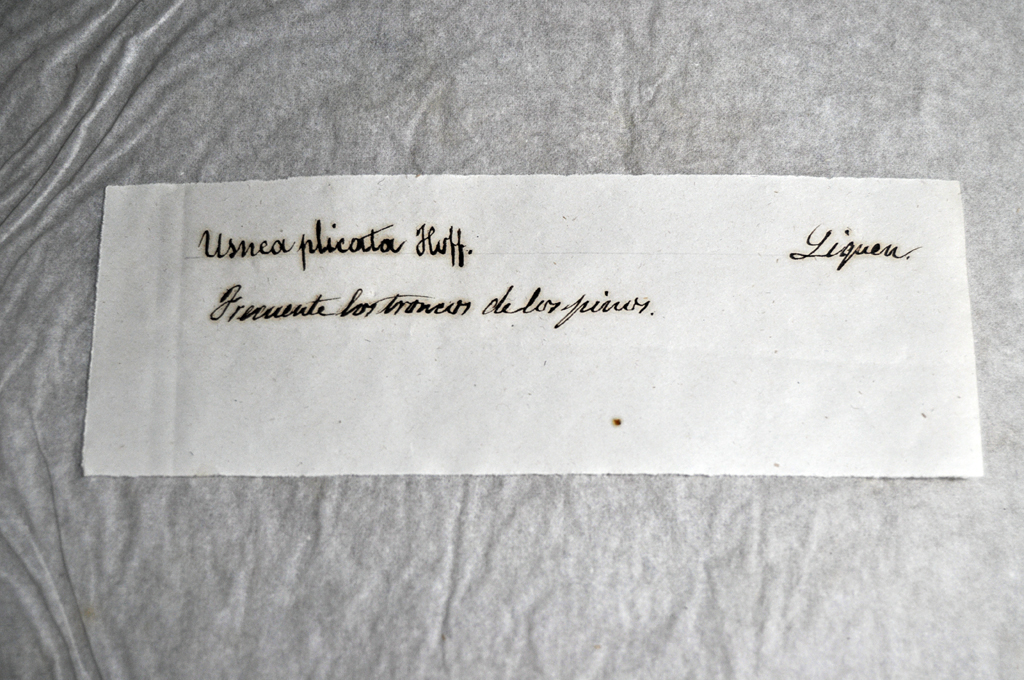 Usnea plicata Hoff. Liquen.
Frecuente los troncos de los pinos.